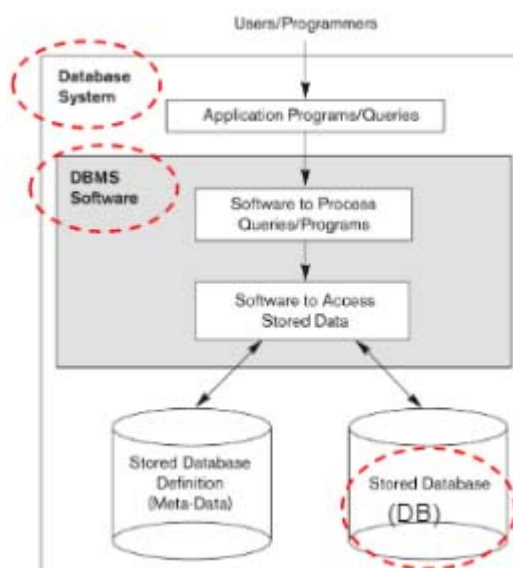 Users/Programmers
Database
System
Application Programs/Queries
DBMS
Software
Software to Process
Queries/Programs
Software to Access
Stored Data
Stored Database
Definition
(Meta-Data)
Stored Database
(DB)